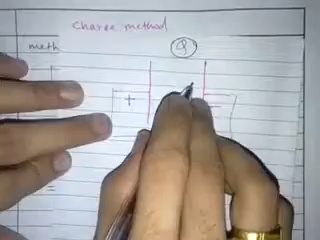 Charge method
9
meth
+
=